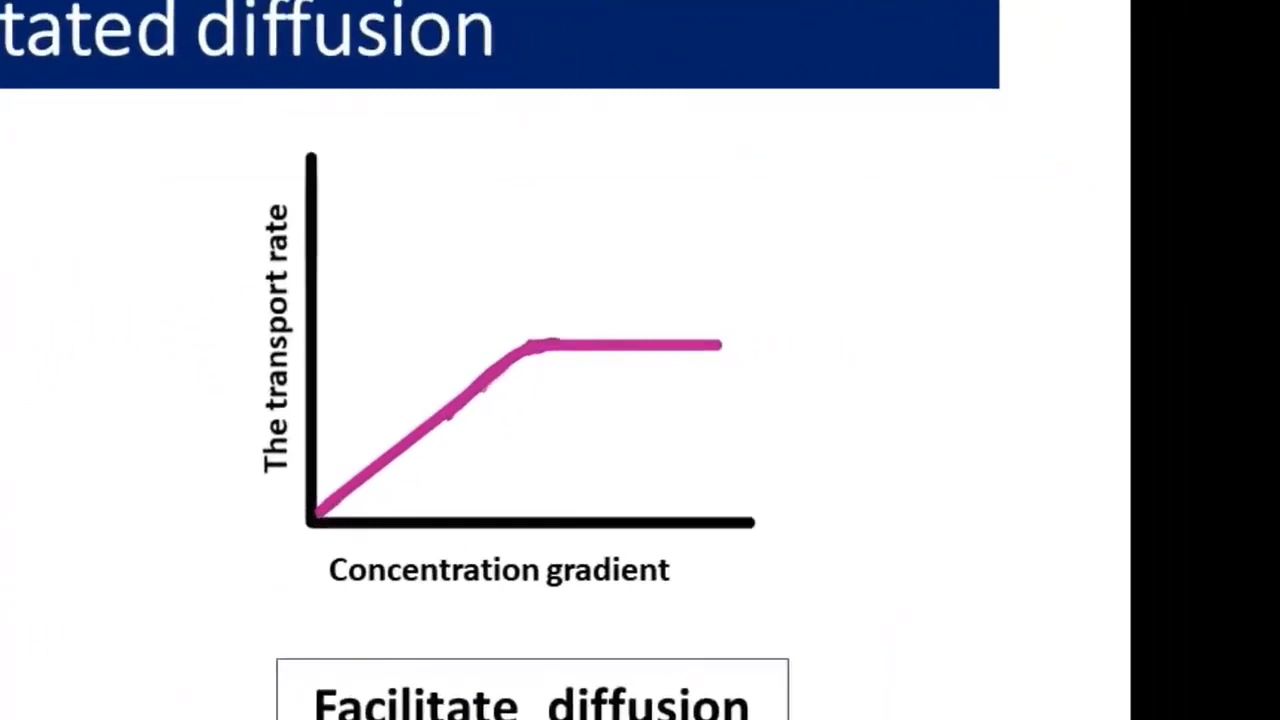 tated diffusion
The transport rate
Concentration gradient
Facilitate diffusion